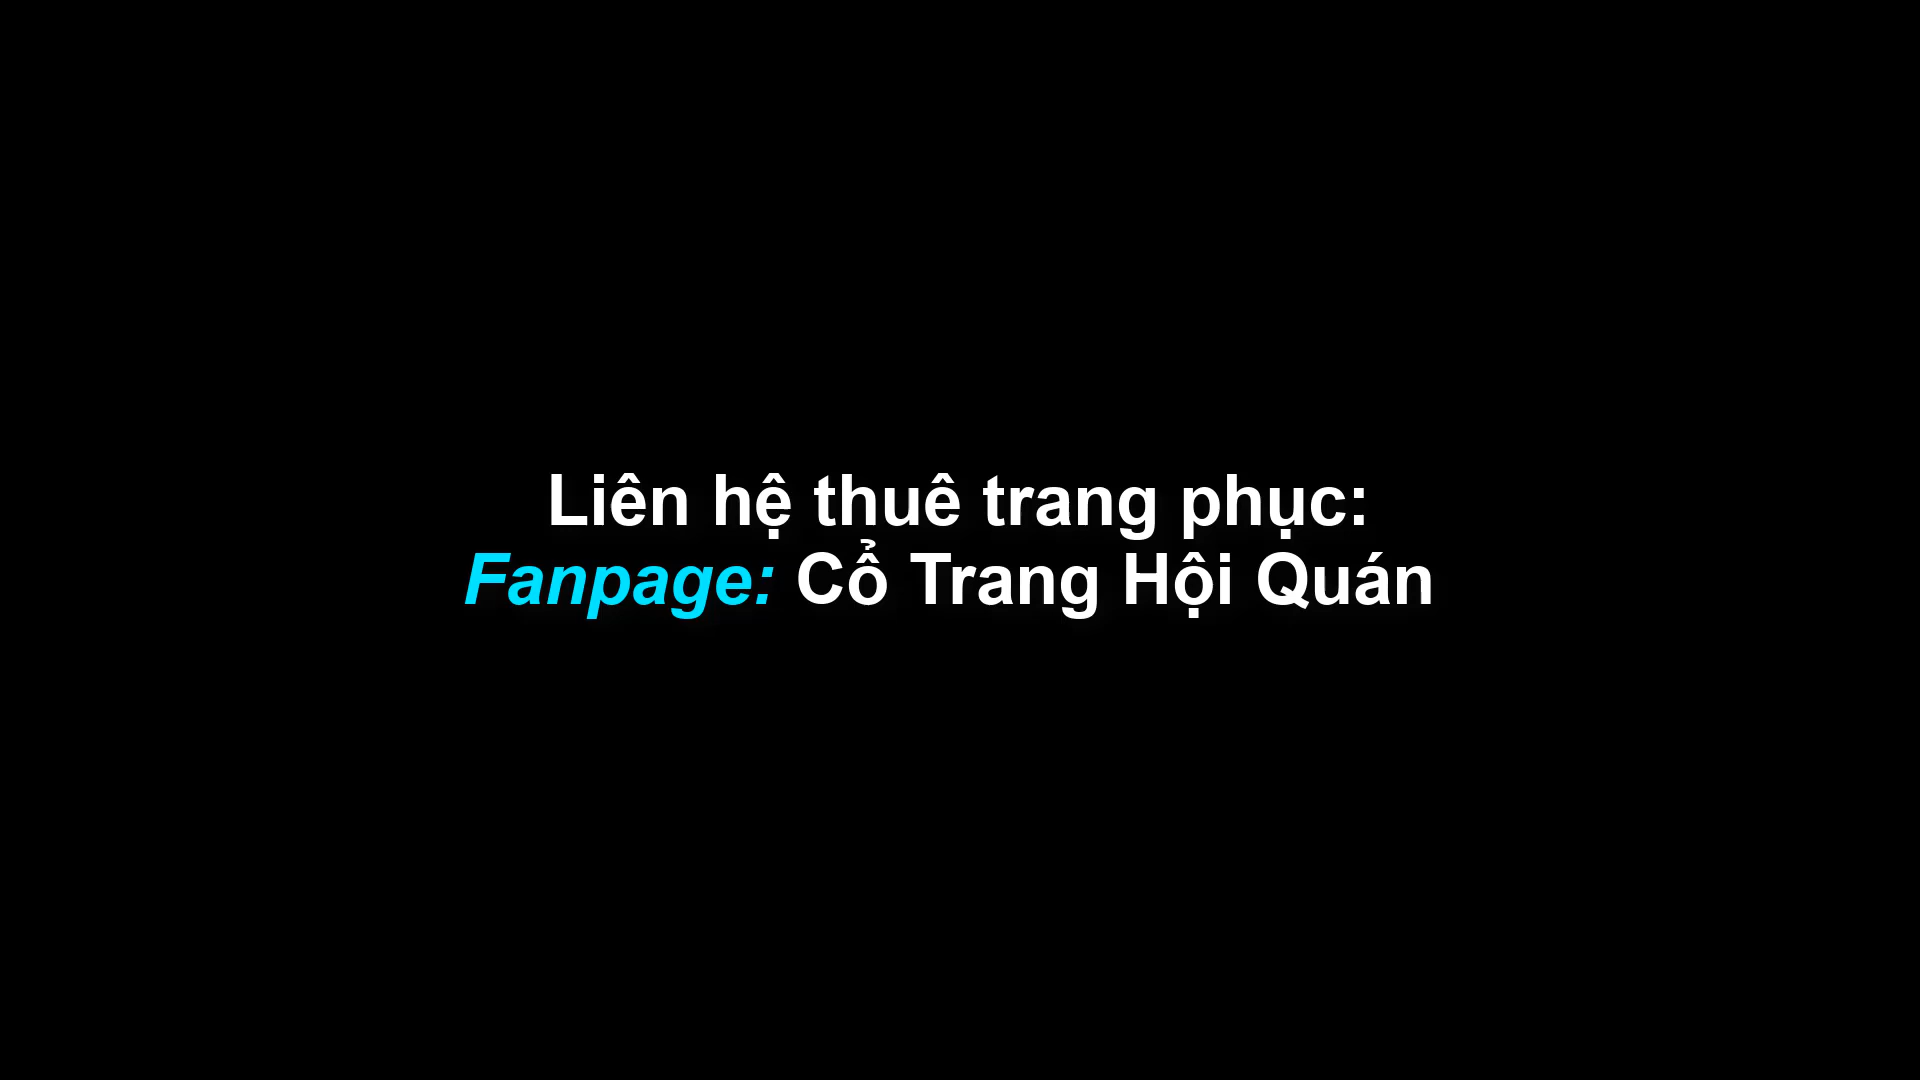 Liên hệ thuê trang phục:
Fanpage: Cổ Trang Hội Quán